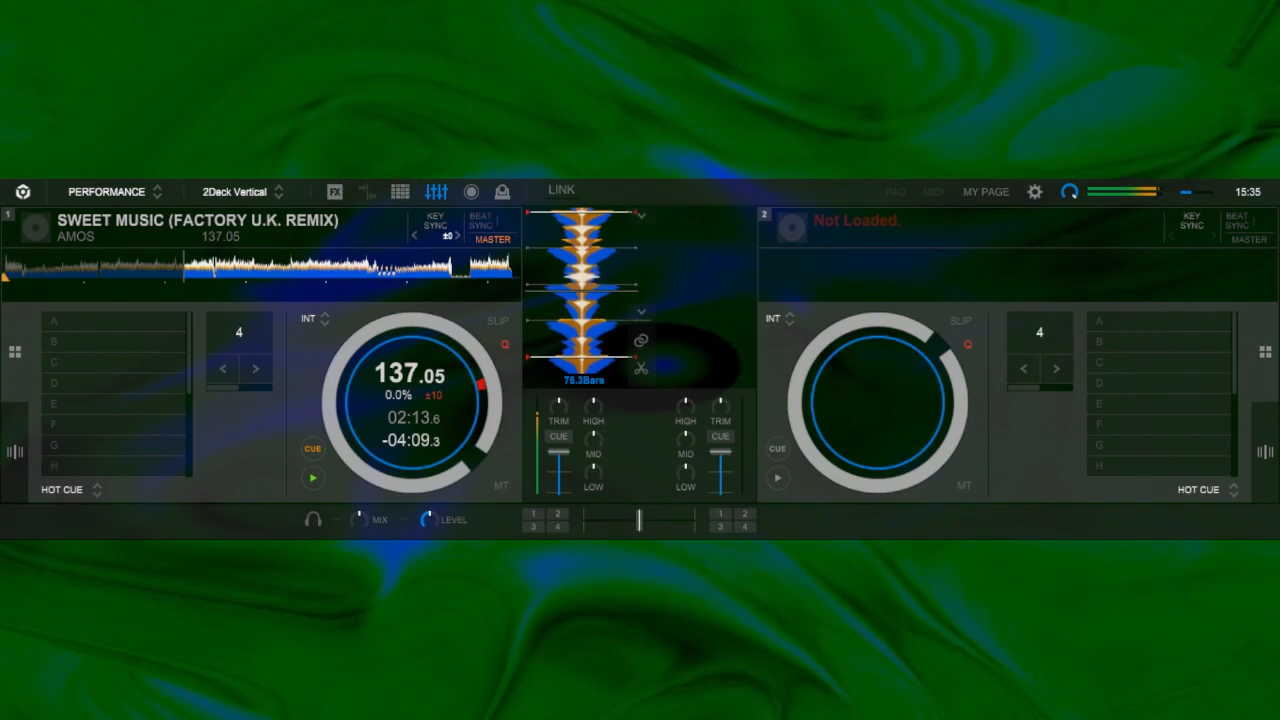 PERFORMANCE
2Deck Vertical
FX
LINK
PAD
MIDI
MY PAGE
15:35
1
SWEET MUSIC (FACTORY U.K. REMIX)
AMOS
137.05
KEY SYNC
±0
BEAT SYNC
MASTER
2
Not Loaded.
KEY SYNC
BEAT SYNC
MASTER
A
B
C
D
E
F
G
H
HOT CUE
4
INT
SLIP
Q
137.05
0.0% ±10
02:13.6
-04:09.3
CUE
MT
76.3Bars
TRIM
HIGH
CUE
MID
LOW
HIGH
TRIM
CUE
MID
LOW
INT
SLIP
Q
CUE
MT
4
A
B
C
D
E
F
G
H
HOT CUE
MIX
LEVEL
1 2
3 4
1 2
3 4